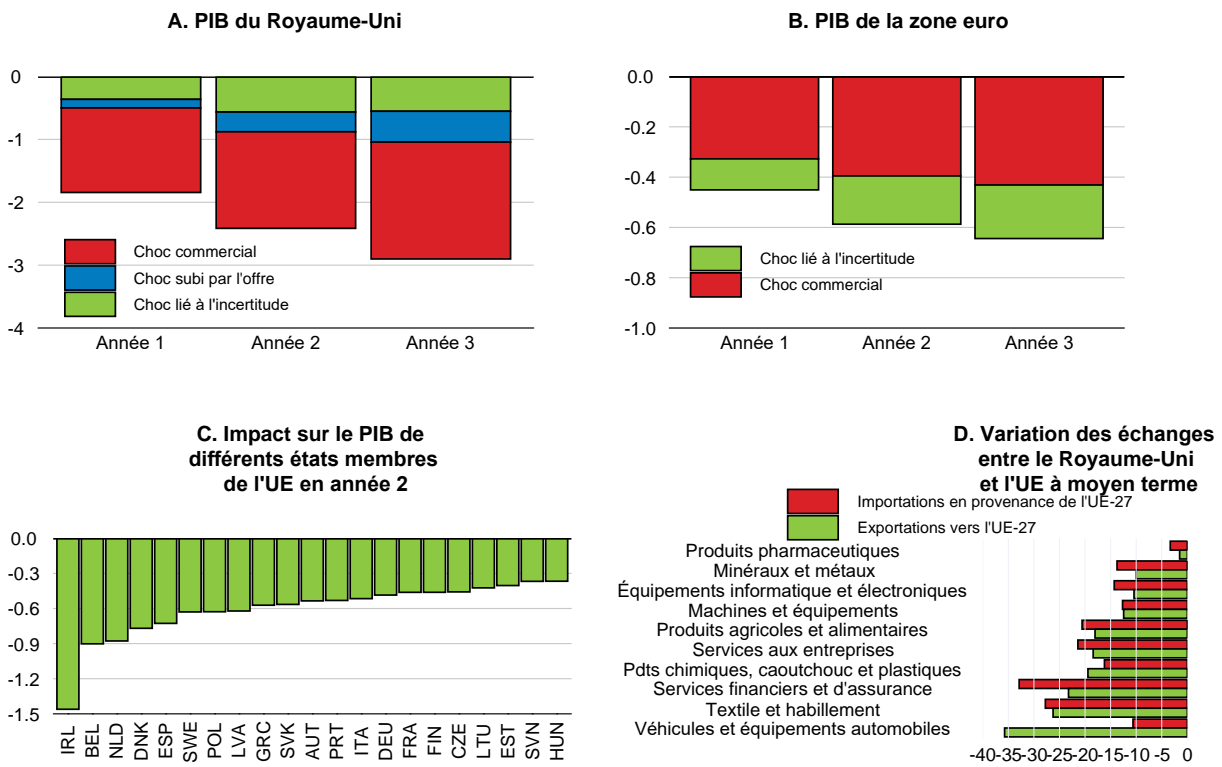 A. PIB du Royaume-Uni
0
-1
-2
-3
-4
Choc commercial
Choc subi par l'offre
Choc lié à l'incertitude
Année 1
Année 2
Année 3
B. PIB de la zone euro
0.0
-0.2
-0.4
-0.6
-0.8
-1.0
Choc lié à l'incertitude
Choc commercial
Année 1
Année 2
Année 3
C. Impact sur le PIB de
différents états membres
de l'UE en année 2
0.0
-0.3
-0.6
-0.9
-1.2
-1.5
IRL
BEL
NLD
DNK
ESP
SWE
POL
LVA
GRC
SVK
AUT
PRT
ITA
DEU
FRA
FIN
CZE
LTU
EST
SVN
HUN
D. Variation des échanges
entre le Royaume-Uni
et l'UE à moyen terme
Importations en provenance de l'UE-27
Exportations vers l'UE-27
Produits pharmaceutiques
Minéraux et métaux
Équipements informatique et électroniques
Machines et équipements
Produits agricoles et alimentaires
Services aux entreprises
Pdts chimiques, caoutchouc et plastiques
Services financiers et d'assurance
Textile et habillement
Véhicules et équipements automobiles
-40 -35 -30 -25 -20 -15 -10 -5 0